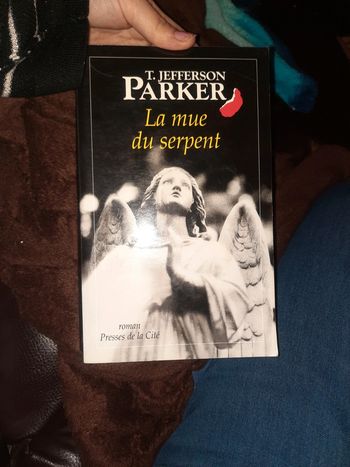 T. JEFFERSON
PARKER
La mue
du serpent
roman
Presses de la Cité